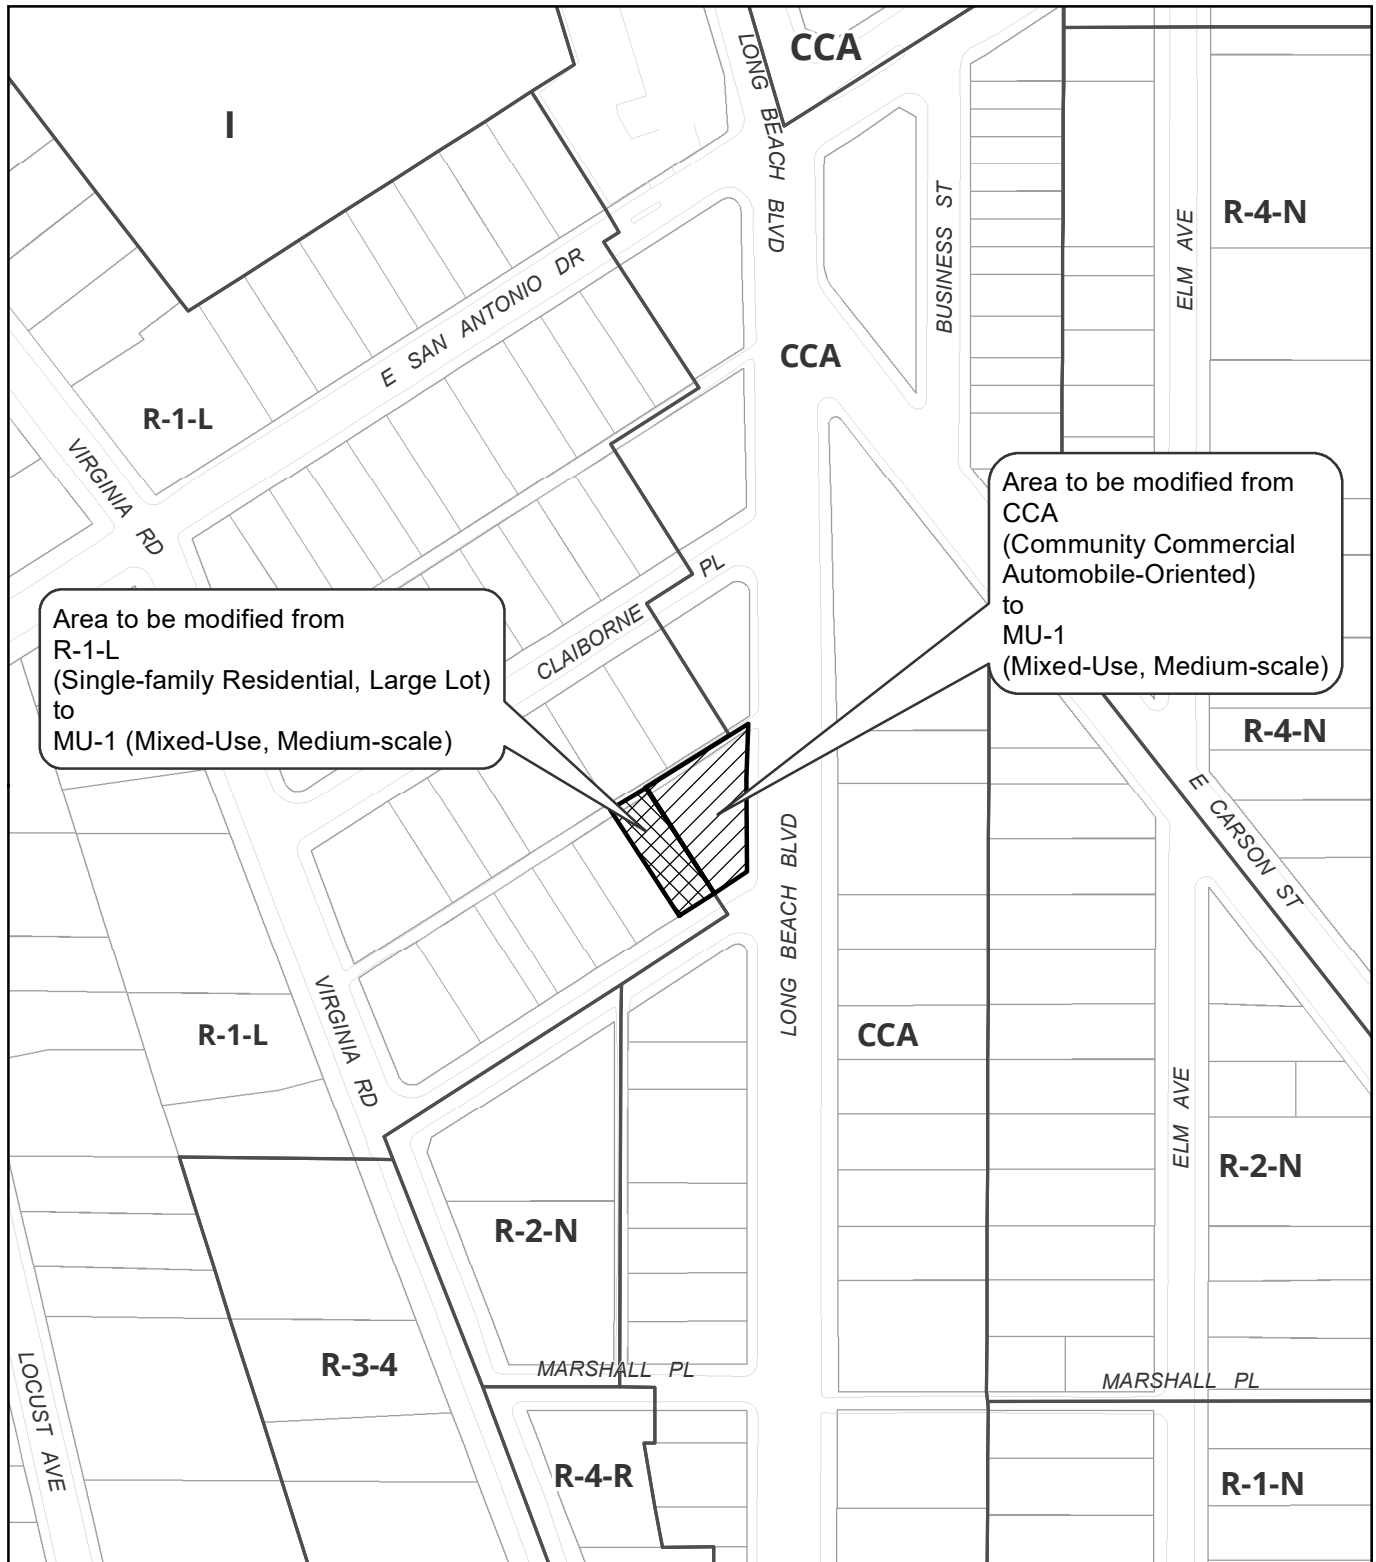 CCA
LONG BEACH BLVD
I
R-4-N
ELM AVE
BUSINESS ST
E SAN ANTONIO DR
CCA
R-1-L
VIRGINIA RD
Area to be modified from
CCA
(Community Commercial
Automobile-Oriented)
to
MU-1
(Mixed-Use, Medium-scale)
CLAIBORNE PL
Area to be modified from
R-1-L
(Single-family Residential, Large Lot)
to
MU-1 (Mixed-Use, Medium-scale)
R-4-N
E CARSON ST
LONG BEACH BLVD
R-1-L
VIRGINIA RD
CCA
ELM AVE
R-2-N
R-2-N
R-3-4
MARSHALL PL
MARSHALL PL
LOCUST AVE
R-4-R
R-1-N